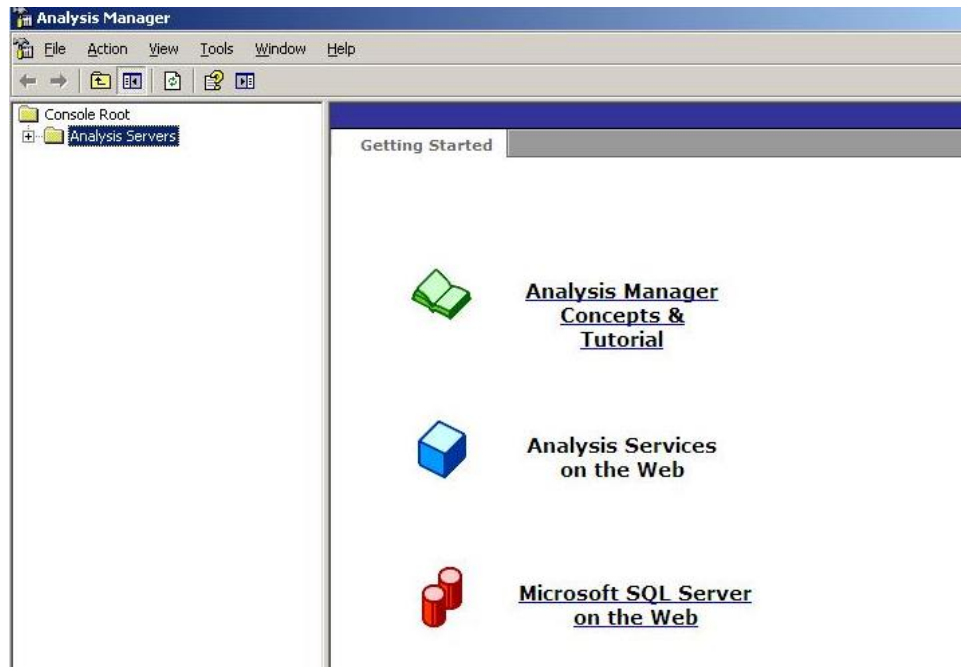 Analysis Manager
File Action View Tools Window Help
Console Root
Analysis Servers
Getting Started
Analysis Manager
Concepts &
Tutorial
Analysis Services
on the Web
Microsoft SQL Server
on the Web